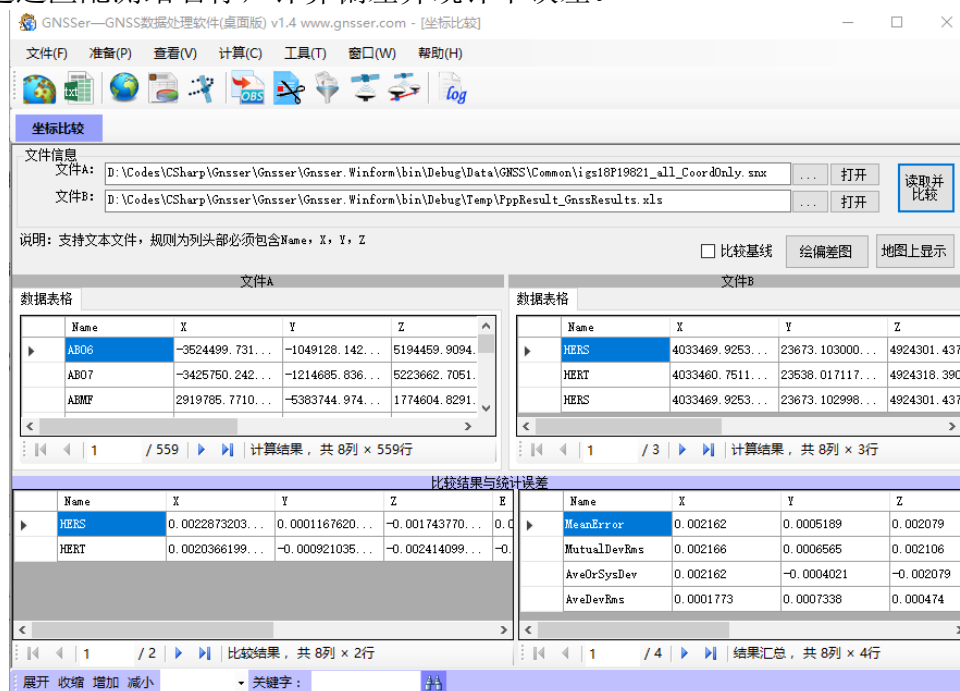 GNSSer—GNSS数据处理软件(桌面版) v1.4 www.gnsser.com - [坐标比较]
文件(F) 准备(P) 查看(V) 计算(C) 工具(T) 窗口(W) 帮助(H)
txt OBS log
坐标比较
文件信息
文件A: D:\Codes\CSharp\Gnsser\Gnsser\Gnsser.Winform\bin\Debug\Data\GNSS\Common\igs18P19821_all_CoordOnly.snx ... 打开
读取并比较
文件B: D:\Codes\CSharp\Gnsser\Gnsser\Gnsser.Winform\bin\Debug\Temp\PppResult_GnssResults.xls ... 打开
说明: 支持文本文件,规则为列头部必须包含Name, X, Y, Z
比较基线 绘偏差图 地图上显示
文件A 文件B
数据表格 数据表格
Name X Y Z Name X Y Z
AB06 -3524499.731... -1049128.142... 5194459.9094. HERS 4033469.9253... 23673.103000... 4924301.437
AB07 -3425750.242... -1214685.836... 5223662.7051. HERT 4033460.7511... 23538.017117... 4924318.390
ABMF 2919785.7710... -5383744.974... 1774604.8291. HERS 4033469.9253... 23673.102998... 4924301.437
1 / 559 计算结果, 共 8列 × 559行 1 / 3 计算结果, 共 8列 × 3行
比较结果与统计误差
Name X Y Z E Name X Y Z
HERS 0.0022873203... 0.0001167620... -0.001743770... 0.0 MeanError 0.002162 0.0005189 0.002079
HERT 0.0020366199... -0.000921035... -0.002414099... -0. MutualDevRms 0.002166 0.0006565 0.002106
AveOrSysDev 0.002162 -0.0004021 -0.002079
AveDevRms 0.0001773 0.0007338 0.000474
1 / 2 比较结果, 共 8列 × 2行 1 / 4 结果汇总, 共 8列 × 4行
展开 收缩 增加 减小 关键字: